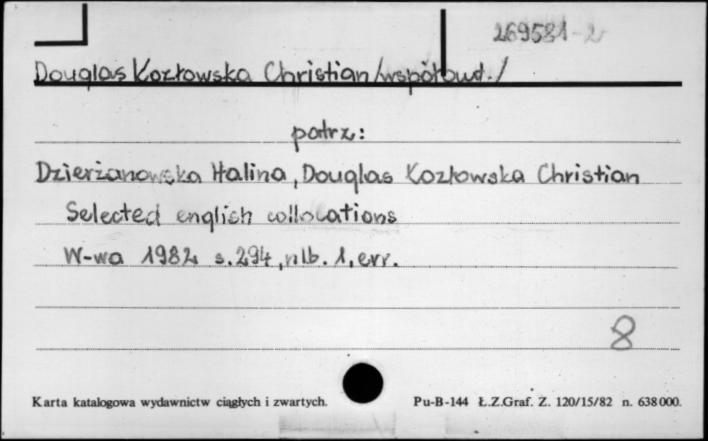 269581-2
Douglas Kozłowska Christian /współaut./
patrz:
Dzierżanowska Halina, Douglas Kozłowska Christian
Selected english collocations
W-wa 1982 s. 294, nlb. 1, err.
8
Karta katalogowa wydawnictw ciągłych i zwartych. Pu-B-144 Ł.Z.Graf. Z. 120/15/82 n. 638 000.